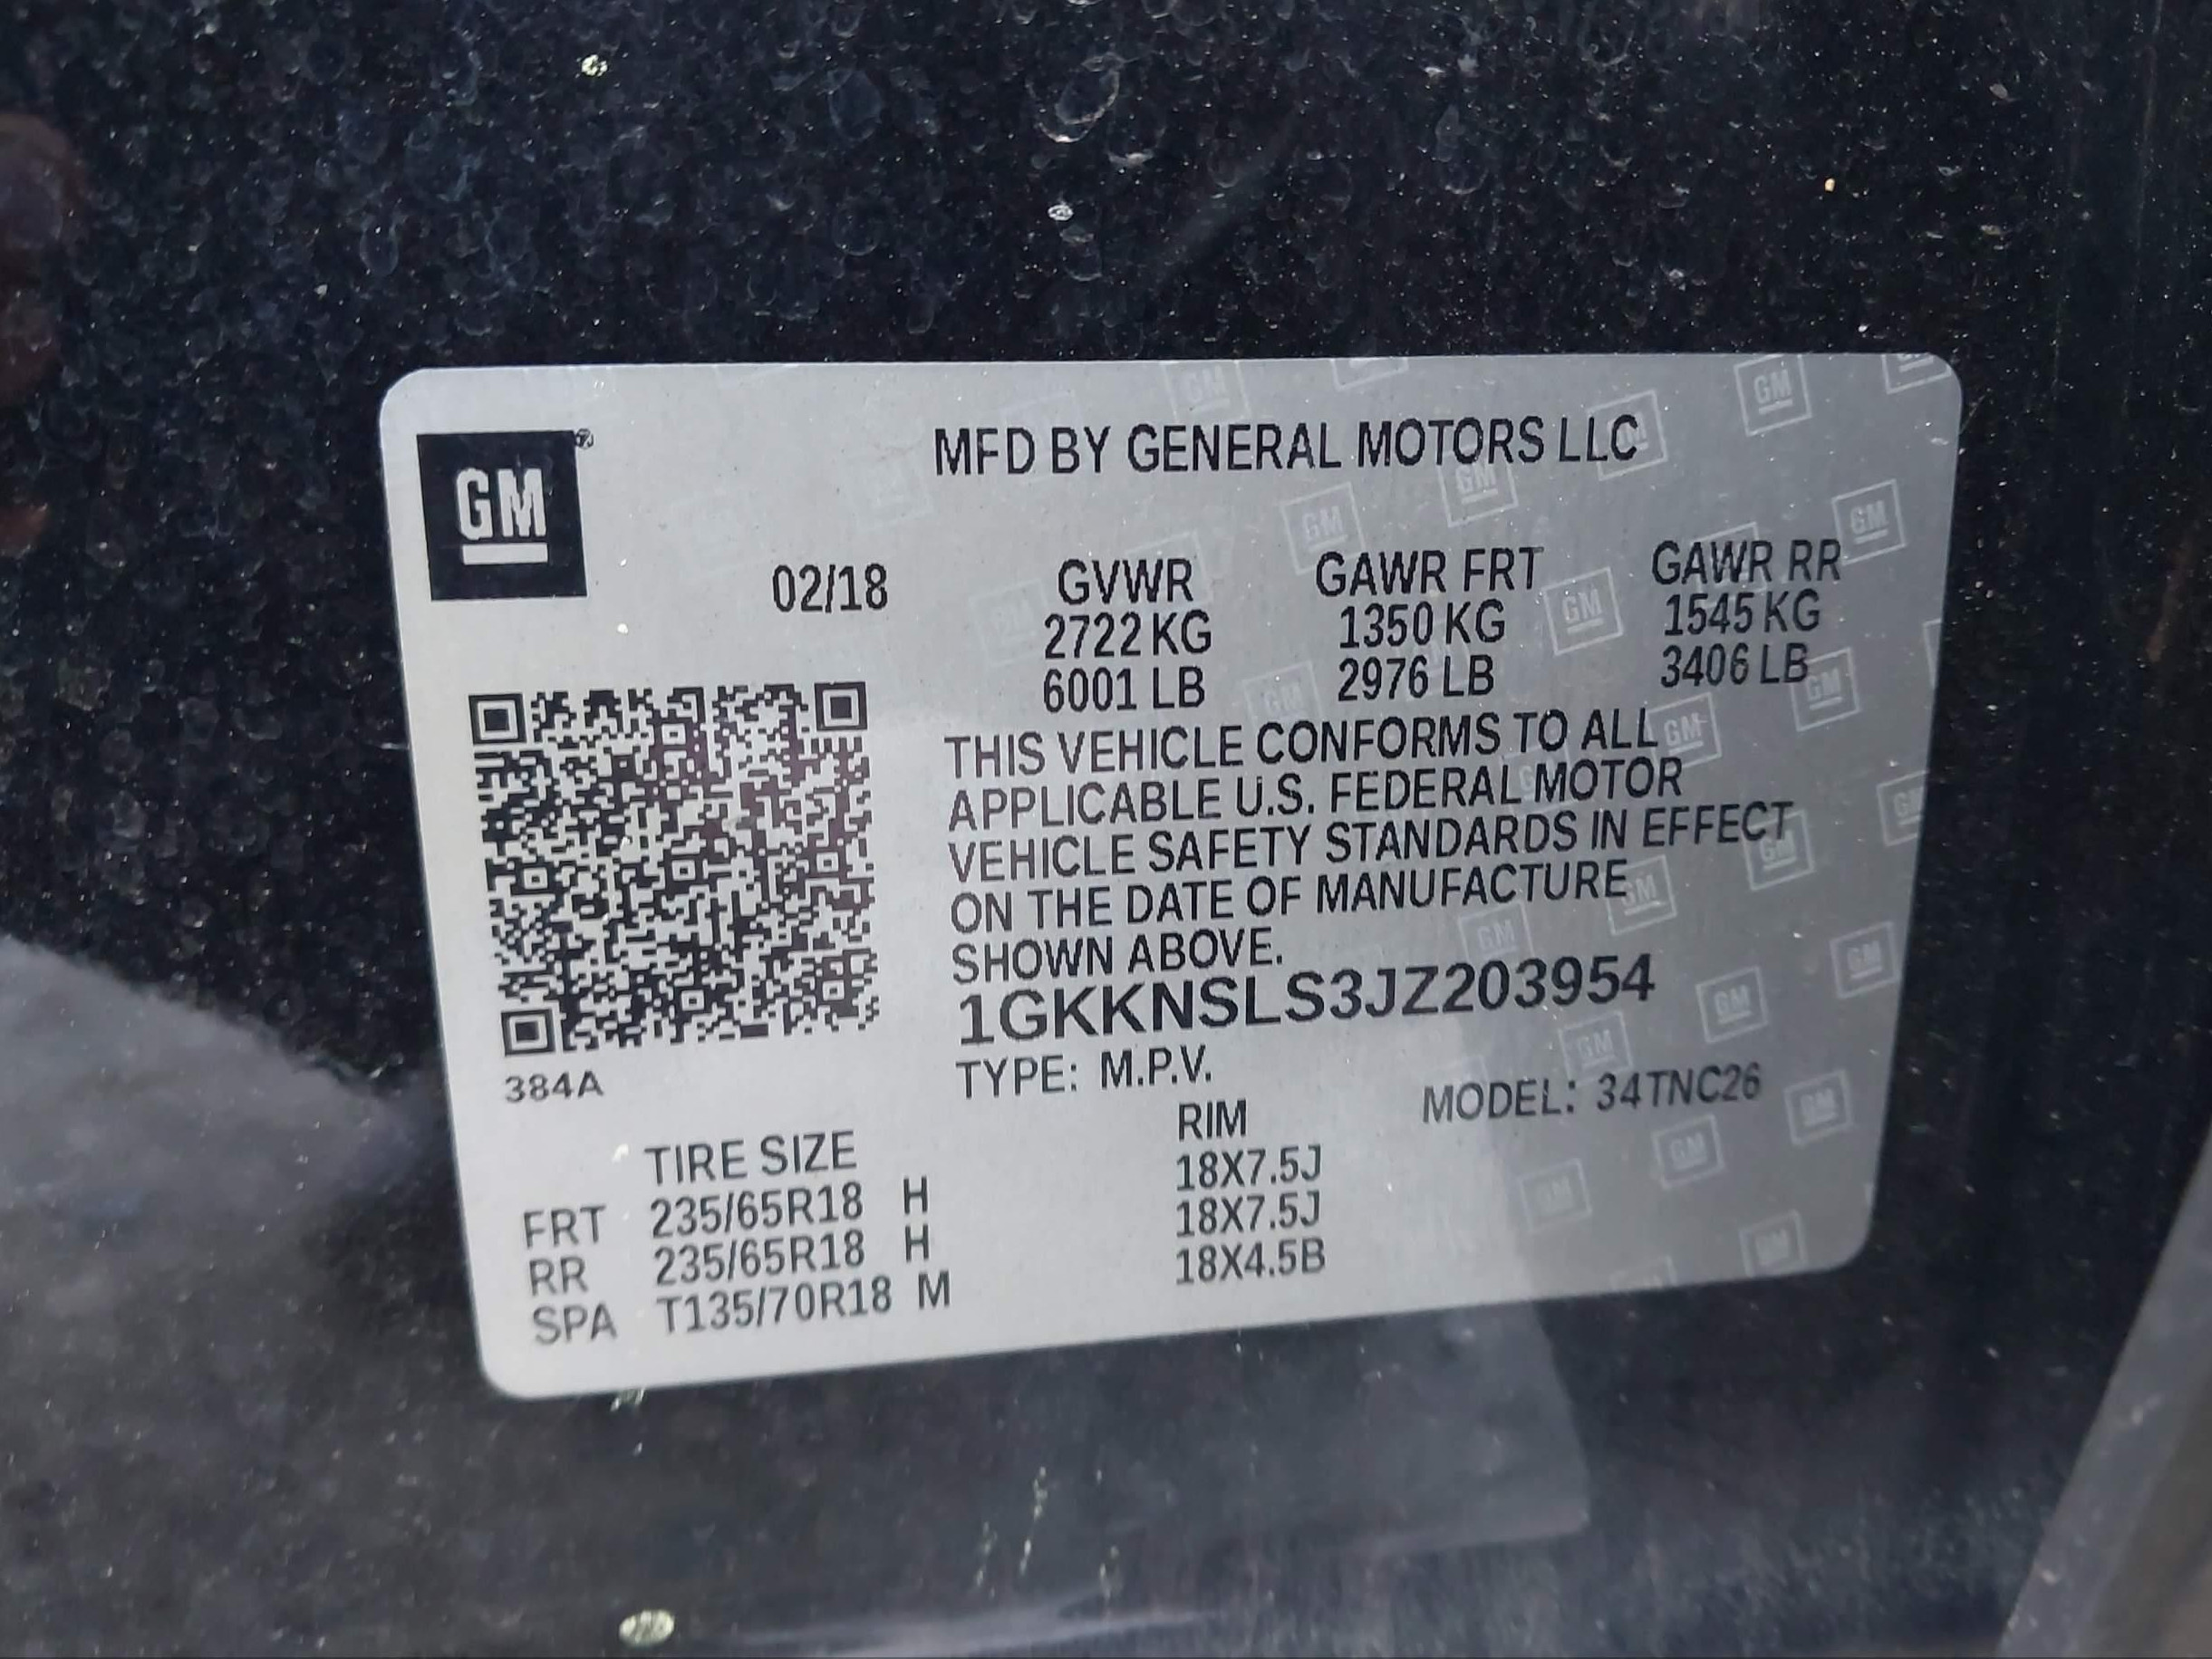 GM
MFD BY GENERAL MOTORS LLC
02/18 GVWR GAWR FRT GAWR RR
2722 KG 1350 KG 1545 KG
6001 LB 2976 LB 3406 LB
THIS VEHICLE CONFORMS TO ALL
APPLICABLE U.S. FEDERAL MOTOR
VEHICLE SAFETY STANDARDS IN EFFECT
ON THE DATE OF MANUFACTURE
SHOWN ABOVE.
1GKKNSLS3JZ203954
384A
TYPE: M.P.V. MODEL: 34TNC26
TIRE SIZE RIM
FRT 235/65R18 H 18X7.5J
RR 235/65R18 H 18X7.5J
SPA T135/70R18 M 18X4.5B